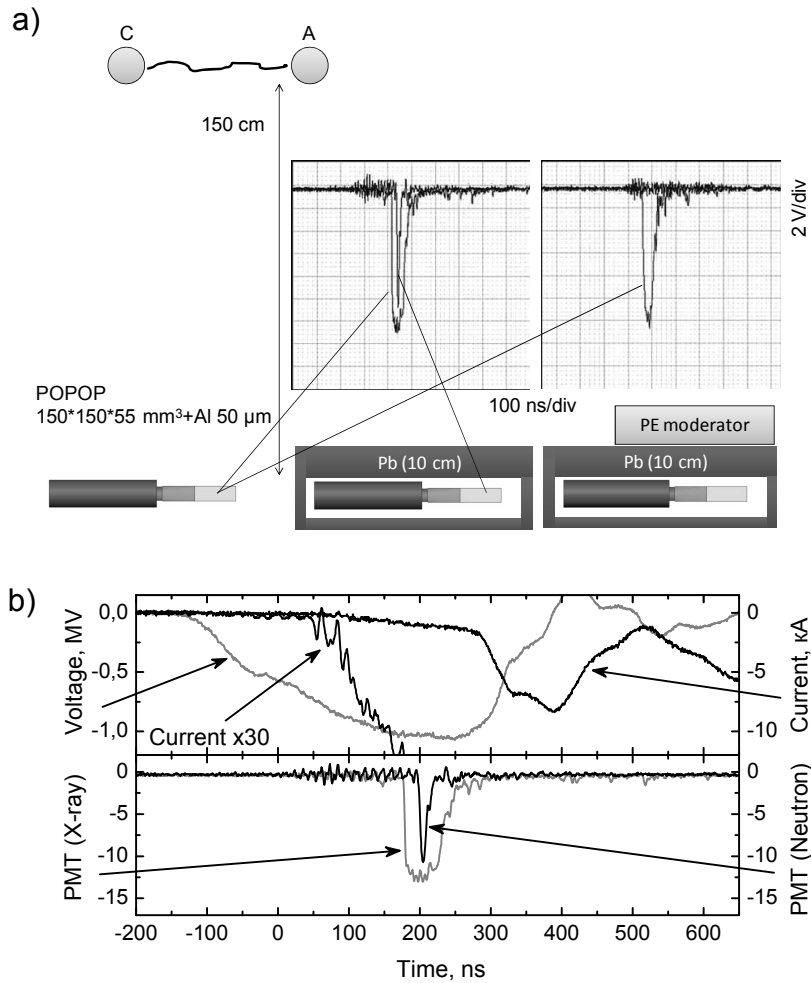 a)
C
A
150 cm
2 V/div
100 ns/div
POPOP
150*150*55 mm³+Al 50 µm
PE moderator
Pb (10 cm)
Pb (10 cm)
b)
0,0
-0,5
-1,0
Voltage, MV
Current x30
0
-5
-10
Current, кА
0
-5
-10
-15
PMT (X-ray)
0
-5
-10
-15
PMT (Neutron)
-200
-100
0
100
200
300
400
500
600
Time, ns